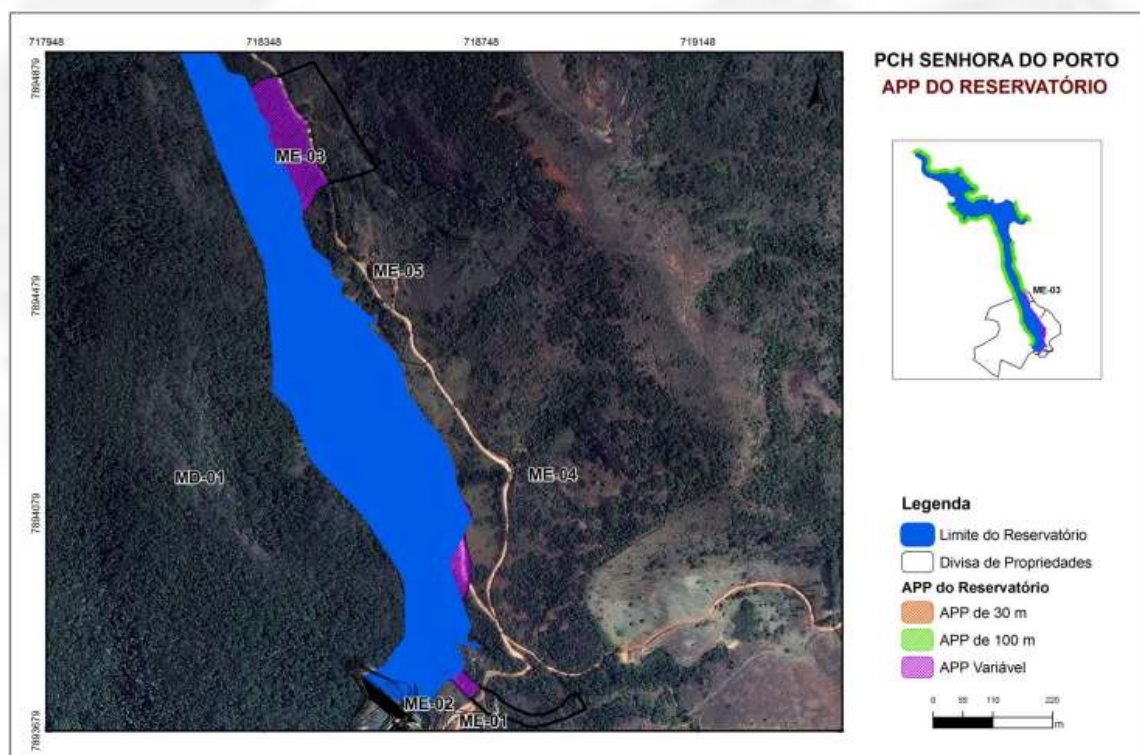 717948 718348 718748 719148
7894879
7894479
7894079
7893679
ME-03
ME-05
MD-01
ME-04
ME-02
ME-01
PCH SENHORA DO PORTO
APP DO RESERVATÓRIO
ME-03
Legenda
Limite do Reservatório
Divisa de Propriedades
APP do Reservatório
APP de 30 m
APP de 100 m
APP Variável
0 55 110 220
m